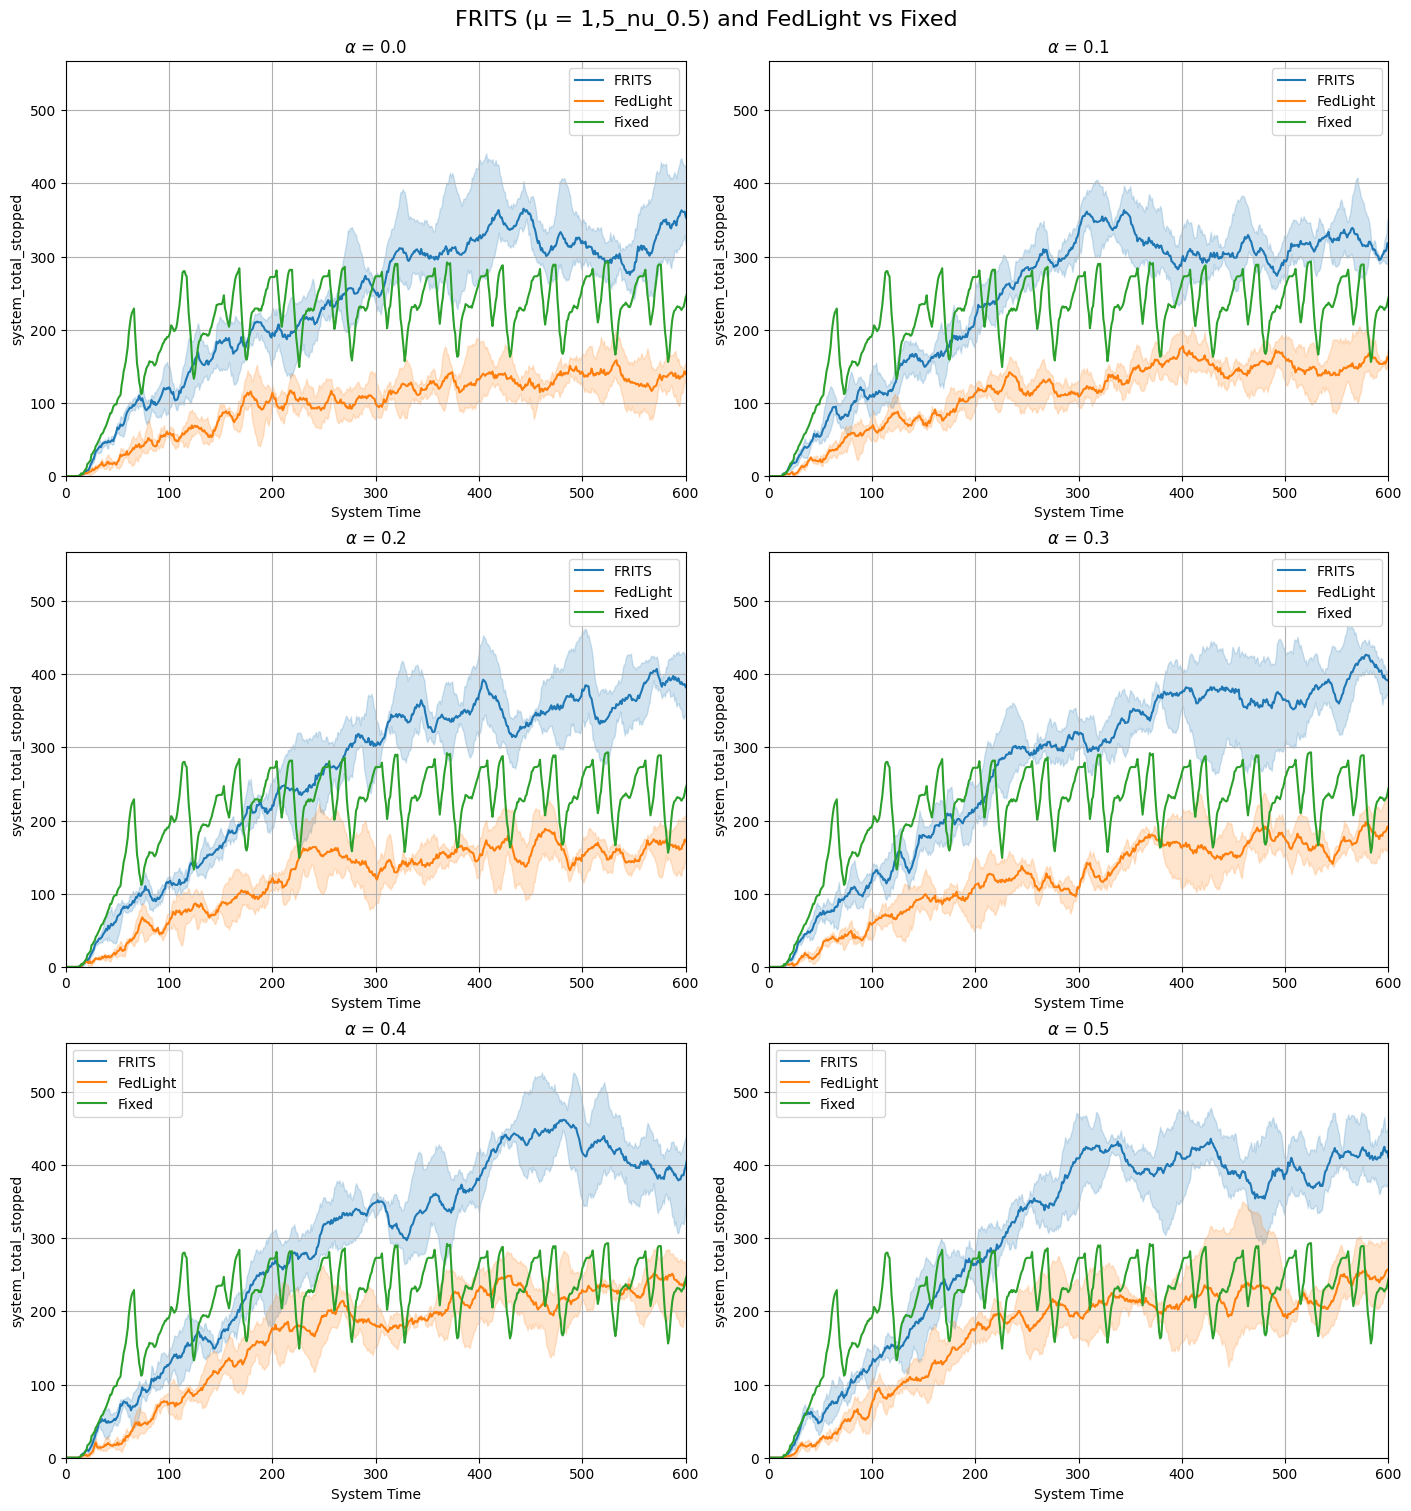 FRITS (μ = 1,5_nu_0.5) and FedLight vs Fixed
α = 0.0
system_total_stopped
500
400
300
200
100
0
FRITS
FedLight
Fixed
0 100 200 300 400 500 600
System Time
α = 0.1
system_total_stopped
500
400
300
200
100
0
FRITS
FedLight
Fixed
0 100 200 300 400 500 600
System Time
α = 0.2
system_total_stopped
500
400
300
200
100
0
FRITS
FedLight
Fixed
0 100 200 300 400 500 600
System Time
α = 0.3
system_total_stopped
500
400
300
200
100
0
FRITS
FedLight
Fixed
0 100 200 300 400 500 600
System Time
α = 0.4
system_total_stopped
500
400
300
200
100
0
FRITS
FedLight
Fixed
0 100 200 300 400 500 600
System Time
α = 0.5
system_total_stopped
500
400
300
200
100
0
FRITS
FedLight
Fixed
0 100 200 300 400 500 600
System Time